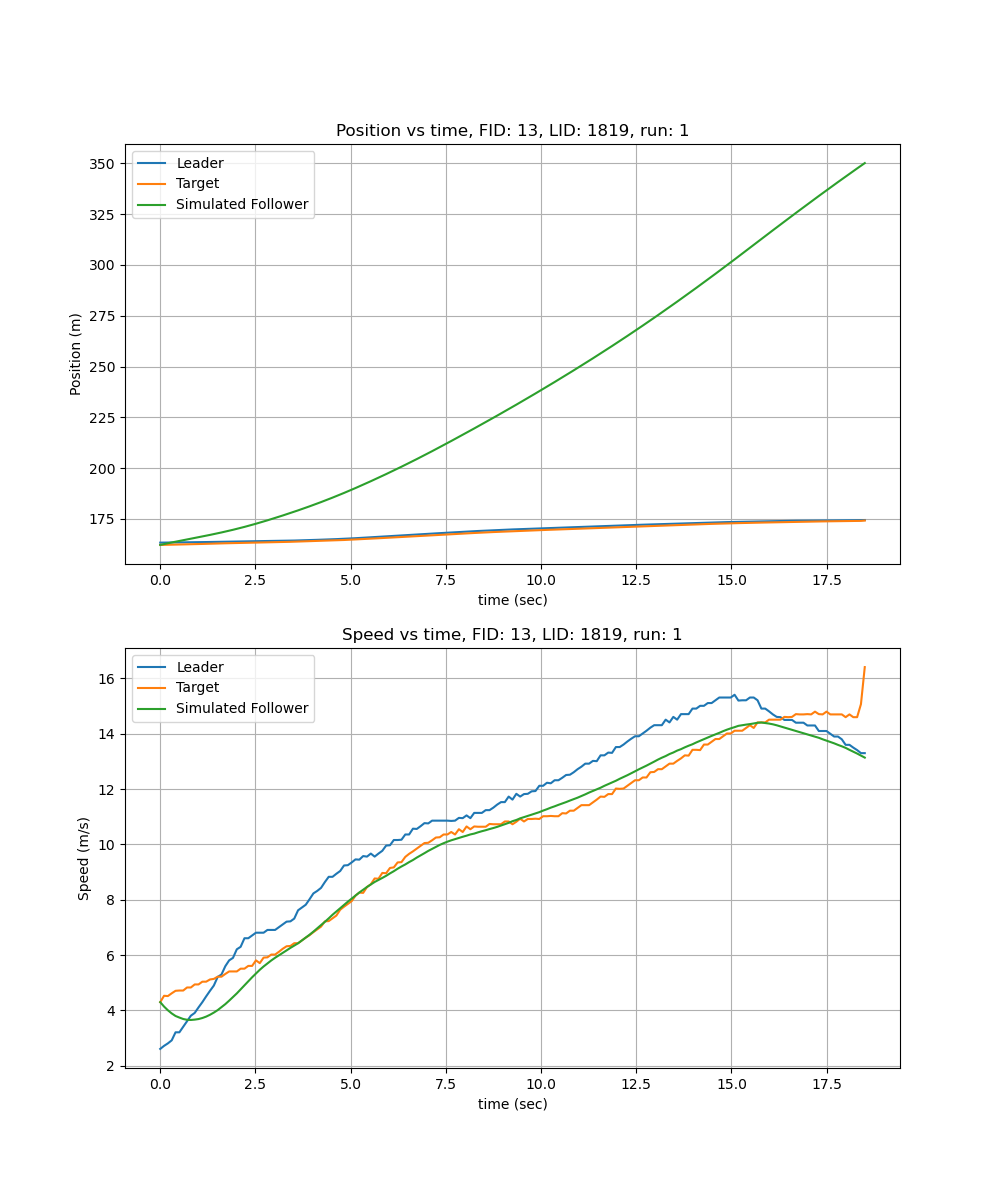 Position vs time, FID: 13, LID: 1819, run: 1
Leader
Target
Simulated Follower
350
325
300
275
250
225
200
175
Position (m)
0.0 2.5 5.0 7.5 10.0 12.5 15.0 17.5
time (sec)
Speed vs time, FID: 13, LID: 1819, run: 1
Leader
Target
Simulated Follower
16
14
12
10
8
6
4
2
Speed (m/s)
0.0 2.5 5.0 7.5 10.0 12.5 15.0 17.5
time (sec)